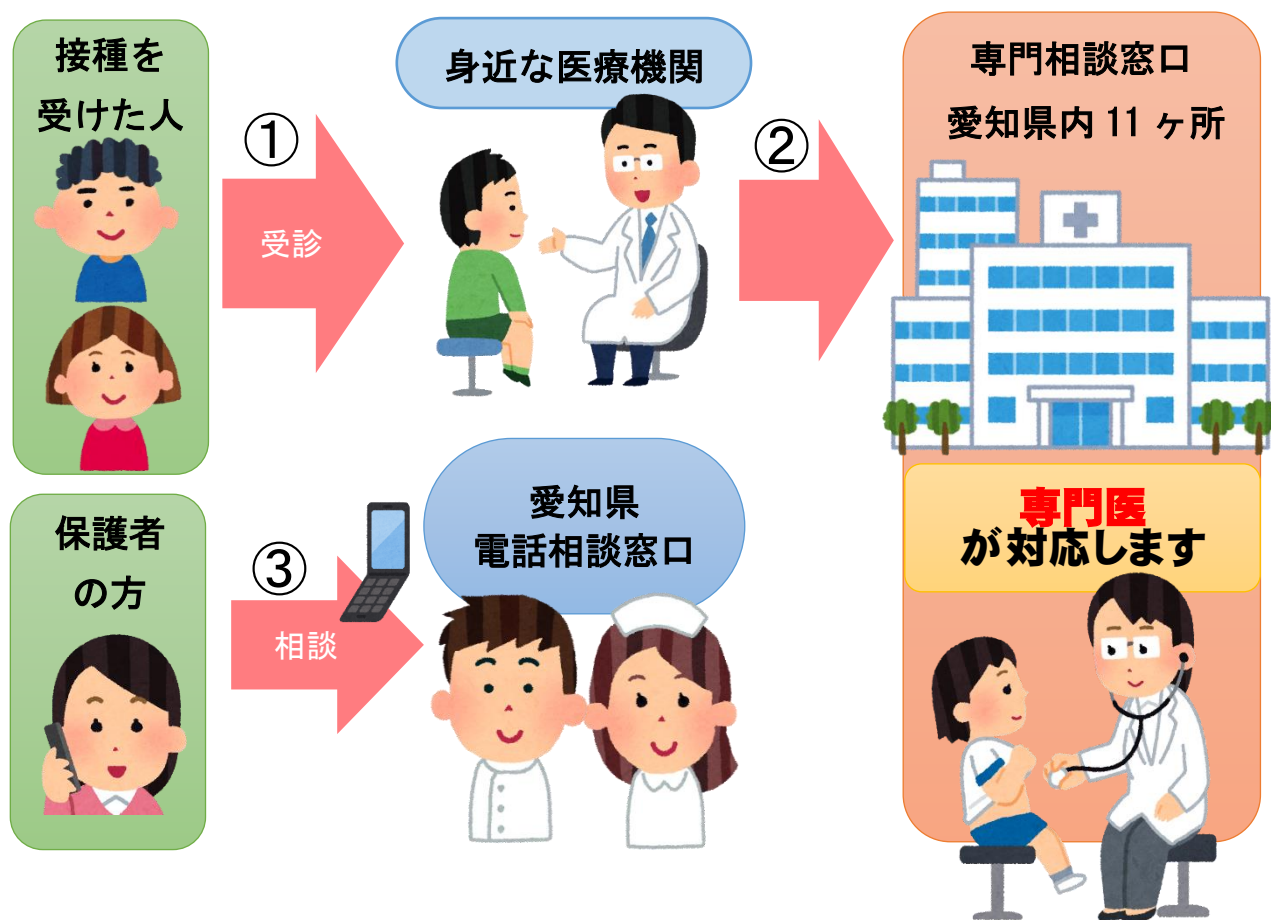 接種を
受けた人
①
受診
身近な医療機関
②
専門相談窓口
愛知県内 11 ヶ所
専門医
が対応します
保護者
の方
③
相談
愛知県
電話相談窓口